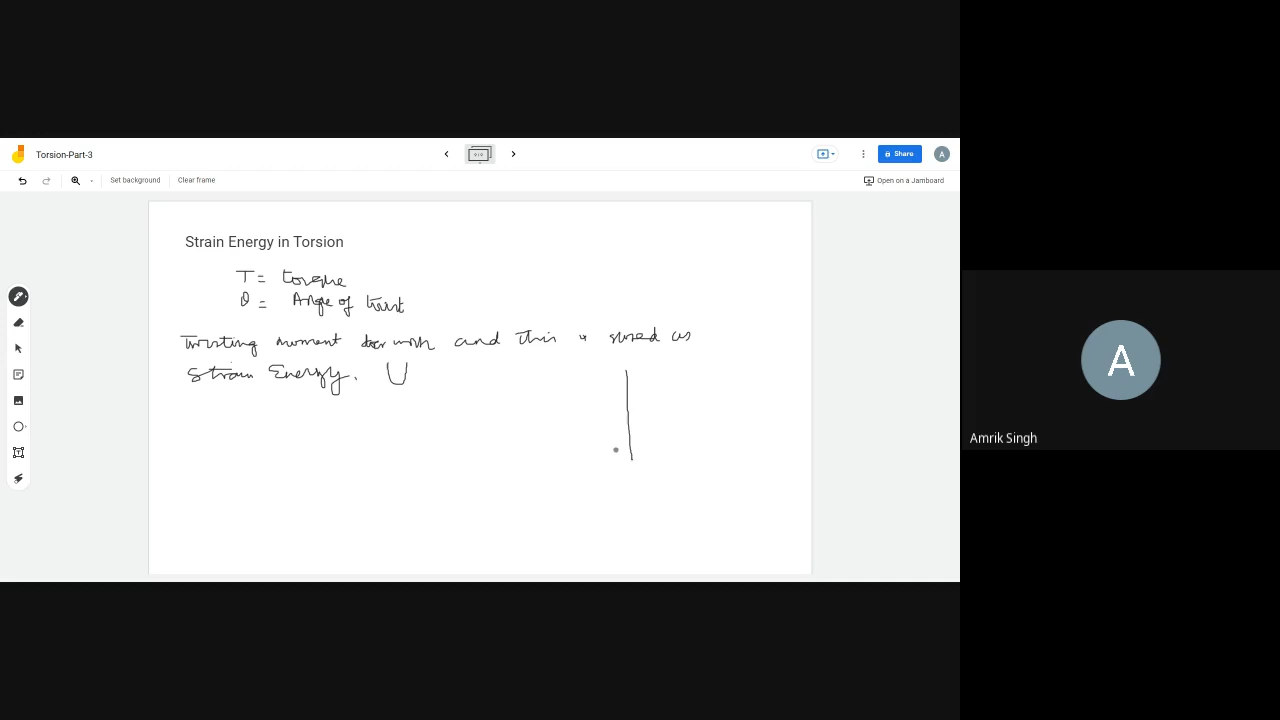 Torsion-Part-3
Share
A
Set background
Clear frame
Open on a Jamboard
Strain Energy in Torsion
T = torque
θ = Angle of twist
Twisting moment work and this is stored as
Strain Energy. U
A
Amrik Singh